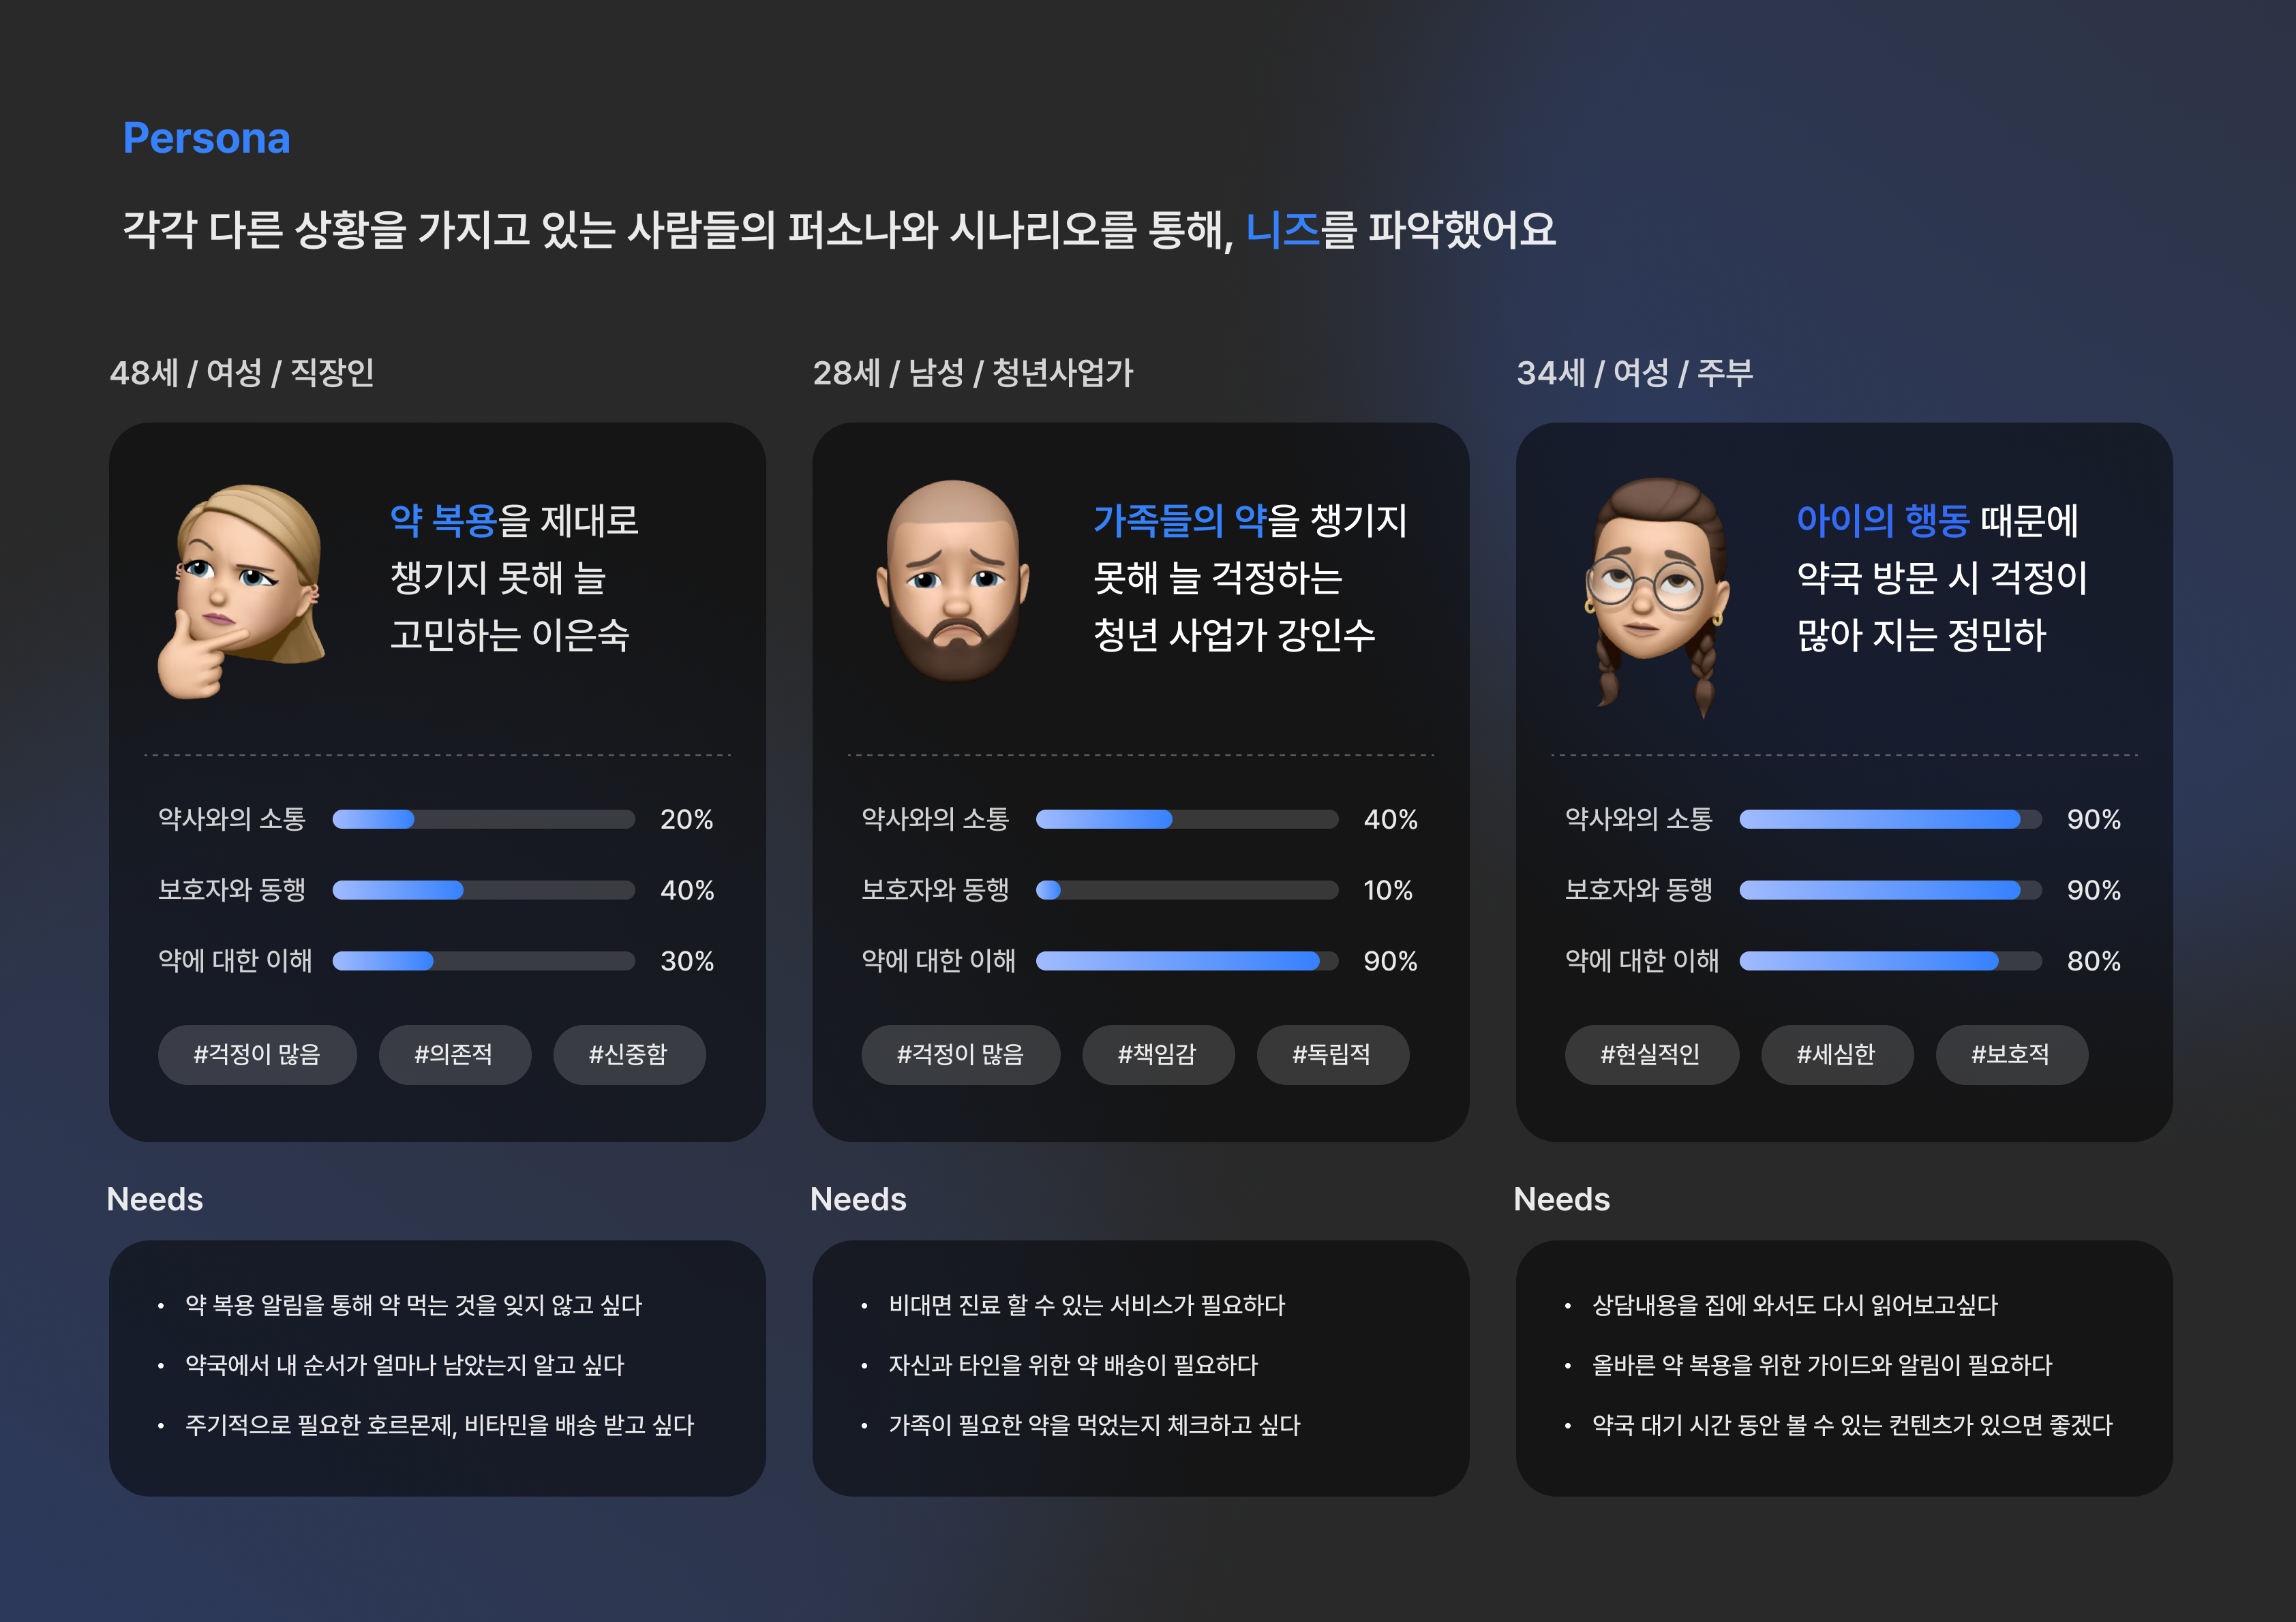 Persona
각각 다른 상황을 가지고 있는 사람들의 퍼소나와 시나리오를 통해, 니즈를 파악했어요
48세 / 여성 / 직장인
약 복용을 제대로
챙기지 못해 늘
고민하는 이은숙
약사와의 소통 20%
보호자와 동행 40%
약에 대한 이해 30%
#걱정이 많음 #의존적 #신중함
Needs
• 약 복용 알림을 통해 약 먹는 것을 잊지 않고 싶다
• 약국에서 내 순서가 얼마나 남았는지 알고 싶다
• 주기적으로 필요한 호르몬제, 비타민을 배송 받고 싶다
28세 / 남성 / 청년사업가
가족들의 약을 챙기지
못해 늘 걱정하는
청년 사업가 강인수
약사와의 소통 40%
보호자와 동행 10%
약에 대한 이해 90%
#걱정이 많음 #책임감 #독립적
Needs
• 비대면 진료 할 수 있는 서비스가 필요하다
• 자신과 타인을 위한 약 배송이 필요하다
• 가족이 필요한 약을 먹었는지 체크하고 싶다
34세 / 여성 / 주부
아이의 행동 때문에
약국 방문 시 걱정이
많아 지는 정민하
약사와의 소통 90%
보호자와 동행 90%
약에 대한 이해 80%
#현실적인 #세심한 #보호적
Needs
• 상담내용을 집에 와서도 다시 읽어보고싶다
• 올바른 약 복용을 위한 가이드와 알림이 필요하다
• 약국 대기 시간 동안 볼 수 있는 컨텐츠가 있으면 좋겠다